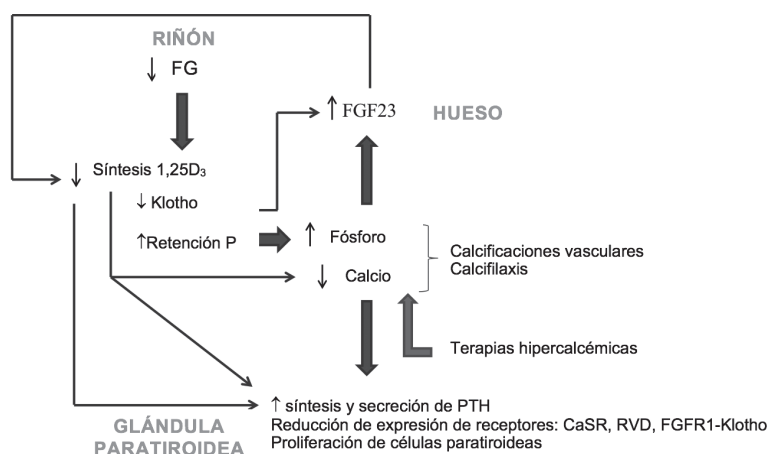 RIÑÓN
↓ FG
↑ FGF23
HUESO
↓ Síntesis 1,25D₃
↓ Klotho
↑Retención P
↑ Fósforo
↓ Calcio
Calcificaciones vasculares
Calcifilaxis
Terapias hipercalcémicas
GLÁNDULA
PARATIROIDEA
↑ síntesis y secreción de PTH
Reducción de expresión de receptores: CaSR, RVD, FGFR1-Klotho
Proliferación de células paratiroideas